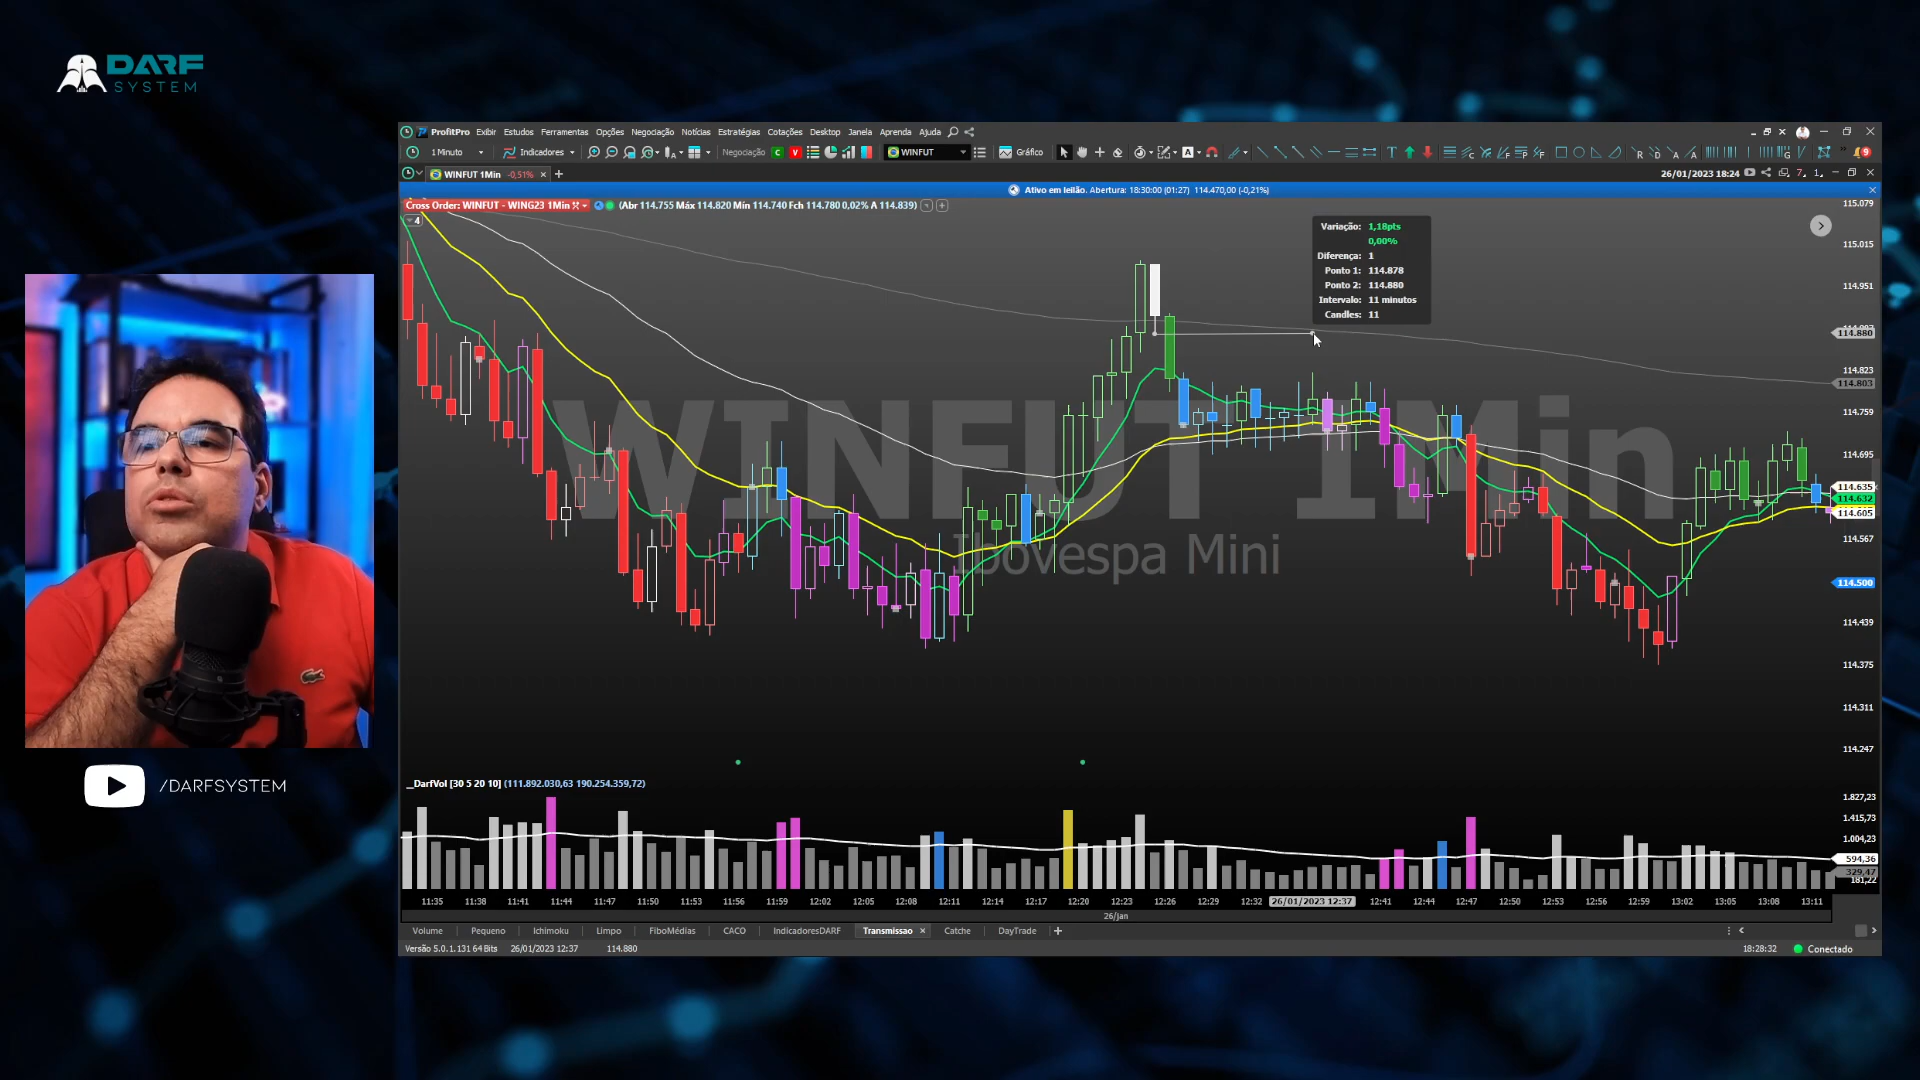 DARF
SYSTEM
ProfitPro Exibir Estudos Ferramentas Opções Negociação Notícias Estratégias Cotações Desktop Janela Aprenda Ajuda
1 Minuto Indicadores Negociação C V WINFUT Gráfico
WINFUT 1Min -0,51%
26/01/2023 18:24
Ativo em leilão. Abertura: 18:30:00 (01:27) 114.470,00 (-0,21%)
Cross Order: WINFUT - WING23 1Min (Abr 114.755 Máx 114.820 Mín 114.740 Fch 114.780 0,02% A 114.839)
4
Variação: 1,18pts
0,00%
Diferença: 1
Ponto 1: 114.878
Ponto 2: 114.880
Intervalo: 11 minutos
Candles: 11
115.079
115.015
114.951
114.880
114.823
114.803
114.759
114.695
114.635
114.632
114.605
114.567
114.500
114.439
114.375
114.311
114.247
WINFUT 1Min
Ibovespa Mini
__DarfVol [30 5 20 10] (111.892.030,63 190.254.359,72)
1.827,23
1.415,73
1.004,23
594,36
329,47
181,22
11:35 11:38 11:41 11:44 11:47 11:50 11:53 11:56 11:59 12:02 12:05 12:08 12:11 12:14 12:17 12:20 12:23 12:26 12:29 12:32 26/01/2023 12:37 12:41 12:44 12:47 12:50 12:53 12:56 12:59 13:02 13:05 13:08 13:11
26/jan
Volume Pequeno Ichimoku Limpo FiboMédias CACO IndicadoresDARF Transmissao Catche DayTrade
Versão 5.0.1.131 64 Bits 26/01/2023 12:37 114.880
18:28:32 Conectado
/DARFSYSTEM